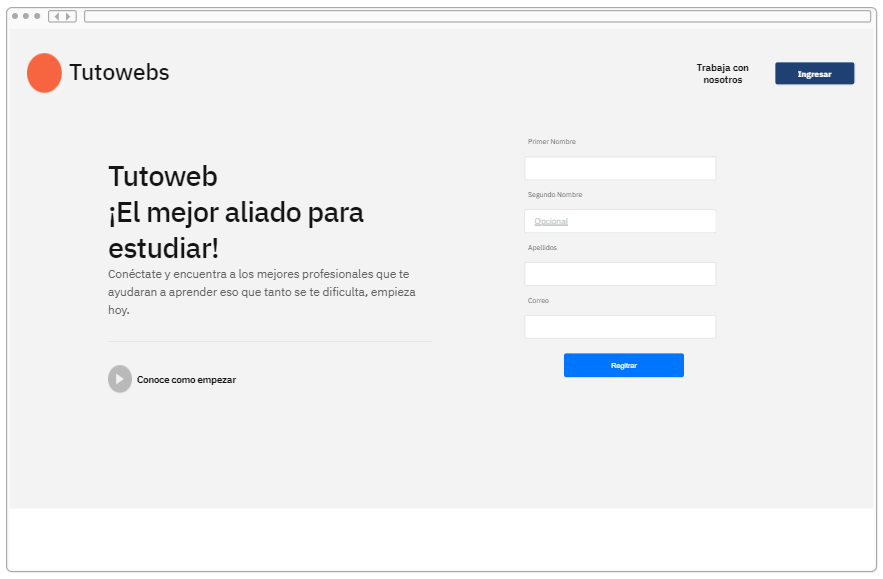 Tutowebs
Trabaja con
nosotros
Ingresar
Tutoweb
¡El mejor aliado para
estudiar!
Conéctate y encuentra a los mejores profesionales que te
ayudaran a aprender eso que tanto se te dificulta, empieza
hoy.
Conoce como empezar
Primer Nombre
Segundo Nombre
Opcional
Apellidos
Correo
Regitrar